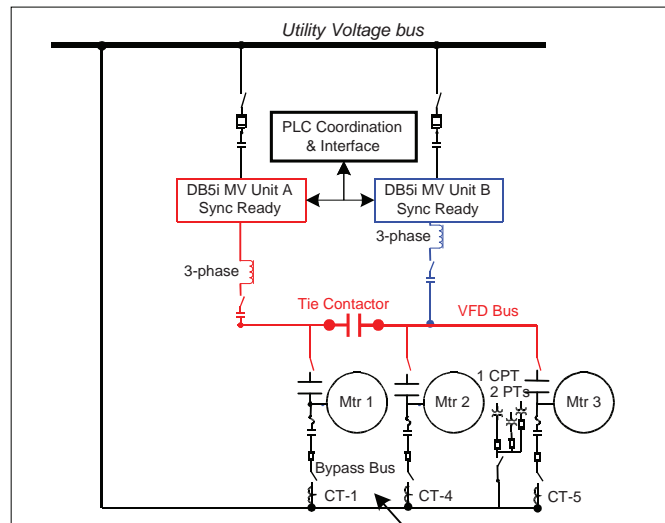 Utility Voltage bus
PLC Coordination
& Interface
DB5i MV Unit A
Sync Ready
DB5i MV Unit B
Sync Ready
3-phase
3-phase
Tie Contactor
VFD Bus
1 CPT
2 PTs
Mtr 1
Mtr 2
Mtr 3
Bypass Bus
CT-1
CT-4
CT-5